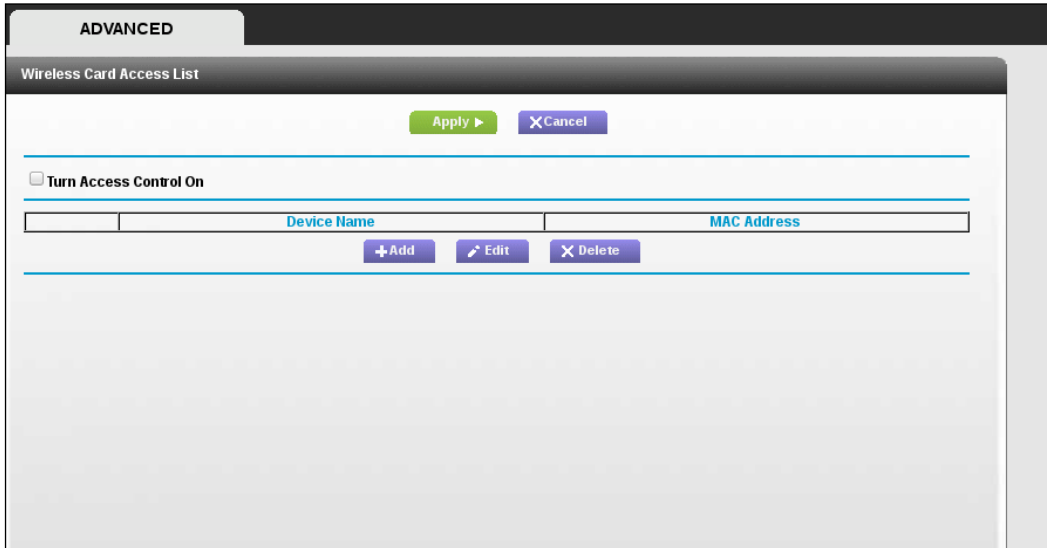 ADVANCED
Wireless Card Access List
Apply Cancel
Turn Access Control On
Device Name MAC Address
Add Edit Delete